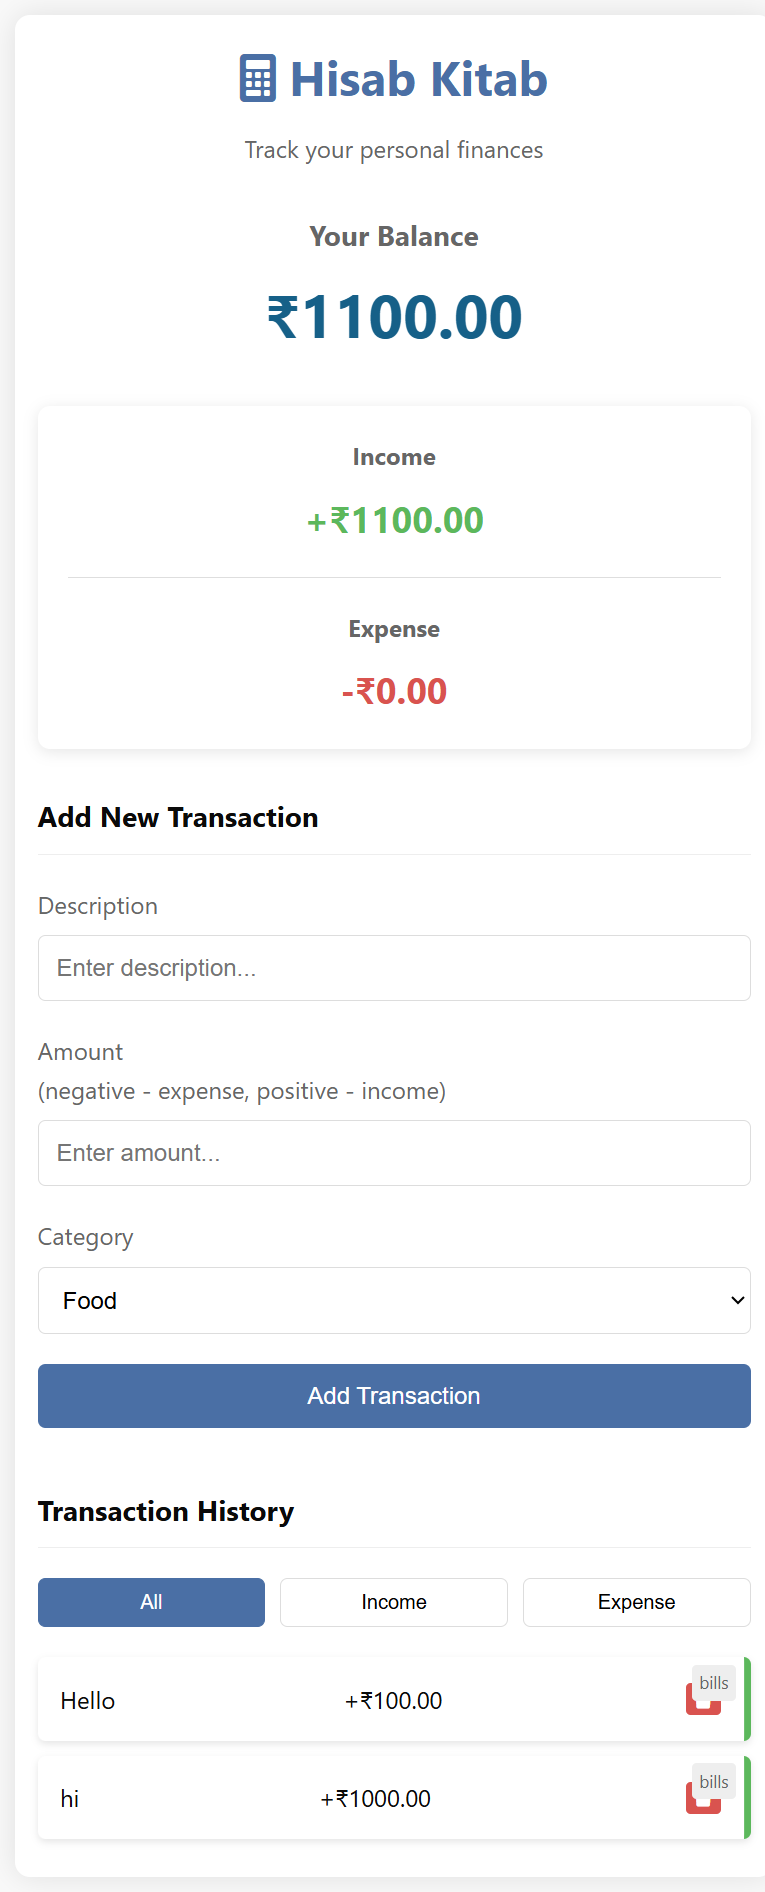 Hisab Kitab
Track your personal finances
Your Balance
₹1100.00
Income
+₹1100.00
Expense
-₹0.00
Add New Transaction
Description
Enter description...
Amount
(negative - expense, positive - income)
Enter amount...
Category
Food
Add Transaction
Transaction History
All Income Expense
Hello +₹100.00 bills
hi +₹1000.00 bills